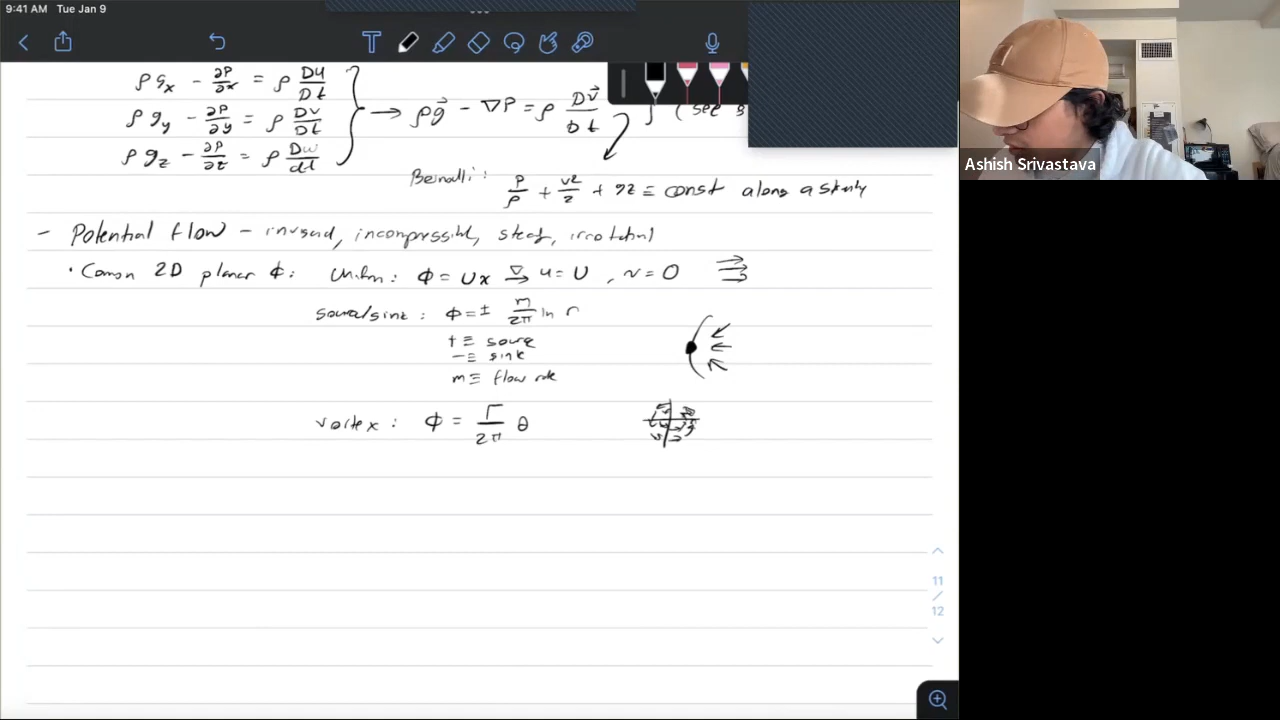 9:41 AM Tue Jan 9
ρ g_x - ∂P/∂x = ρ Du/Dt
ρ g_y - ∂P/∂y = ρ Dv/Dt
ρ g_z - ∂P/∂z = ρ Dw/dt
→ ρg⃗ - ∇P = ρ Dv⃗/Dt
(see
Bernoulli: P/ρ + v²/2 + gz ≡ const along a
- Potential flow - inviscid, incompressible, steady, irrotational
· Common 2D planar ϕ: Uniform: ϕ = Ux ∇→ u = U, v = 0
source/sink: ϕ = ± m/2π ln r
+ ≡ source
- ≡ sink
m ≡ flow rate
vortex: ϕ = Γ/2π θ
11
/
12
Ashish Srivastava